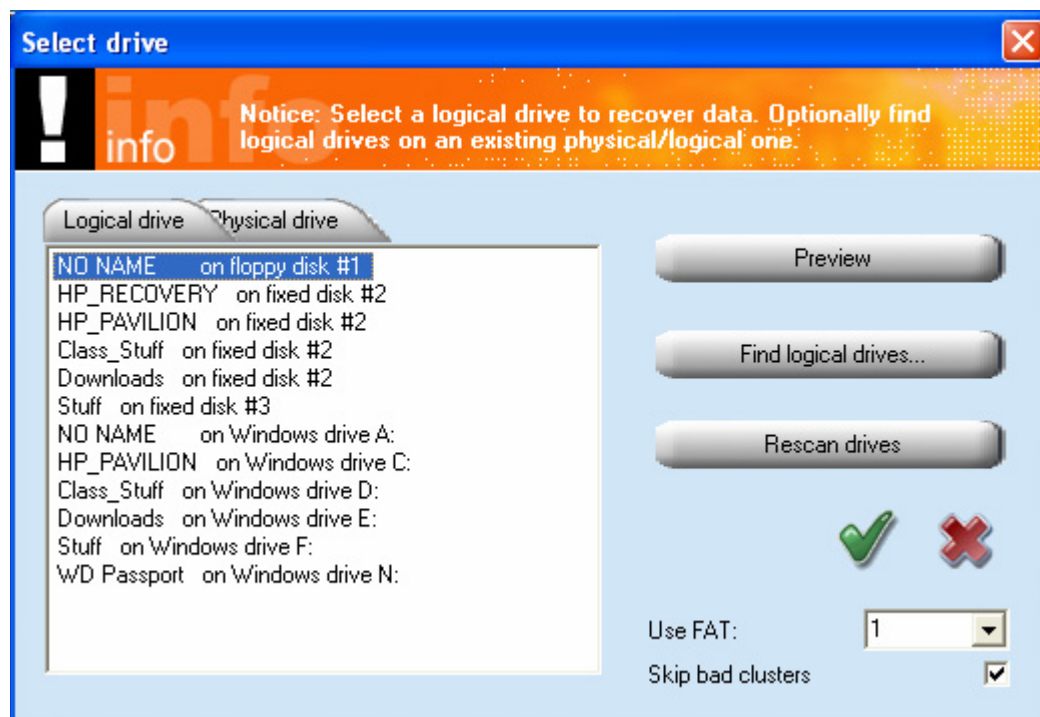 Select drive
info
info
Notice: Select a logical drive to recover data. Optionally find
logical drives on an existing physical/logical one.
Logical drive
Physical drive
NO NAME on floppy disk #1
HP_RECOVERY on fixed disk #2
HP_PAVILION on fixed disk #2
Class_Stuff on fixed disk #2
Downloads on fixed disk #2
Stuff on fixed disk #3
NO NAME on Windows drive A:
HP_PAVILION on Windows drive C:
Class_Stuff on Windows drive D:
Downloads on Windows drive E:
Stuff on Windows drive F:
WD Passport on Windows drive N:
Preview
Find logical drives...
Rescan drives
Use FAT: 1
Skip bad clusters